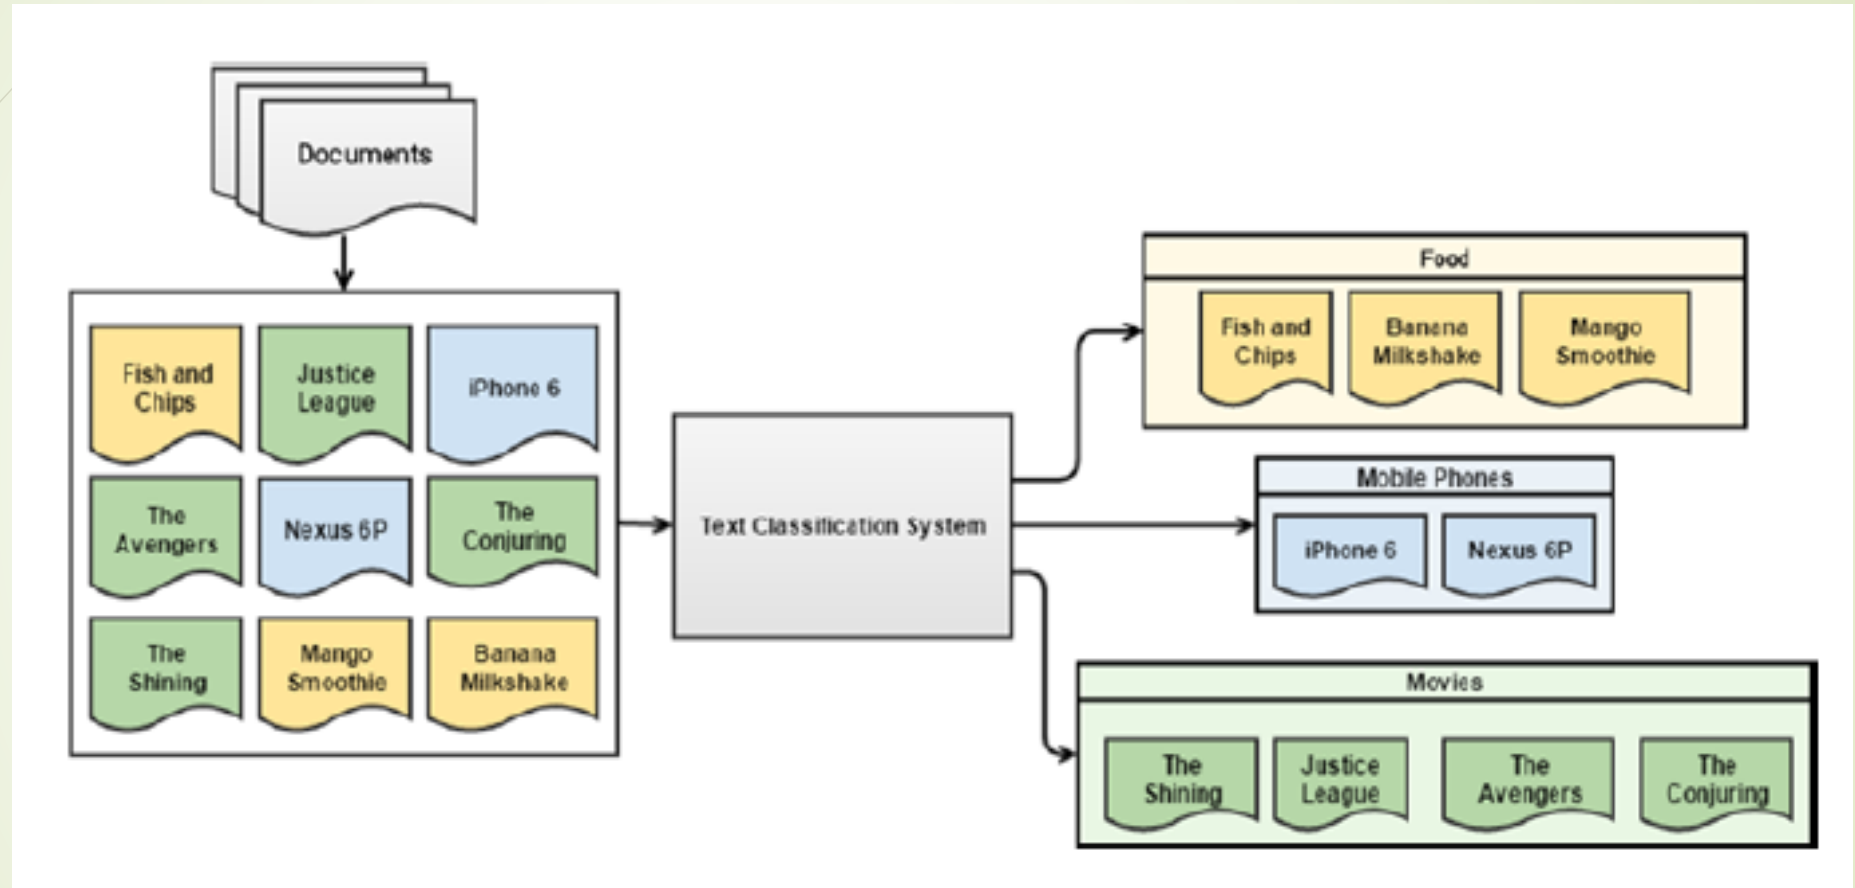 Documents
Fish and
Chips
Justice
League
iPhone 6
The
Avengers
Nexus 6P
The
Conjuring
The
Shining
Mango
Smoothie
Banana
Milkshake
Text Classification System
Food
Fish and
Chips
Banana
Milkshake
Mango
Smoothie
Mobile Phones
iPhone 6
Nexus 6P
Movies
The
Shining
Justice
League
The
Avengers
The
Conjuring